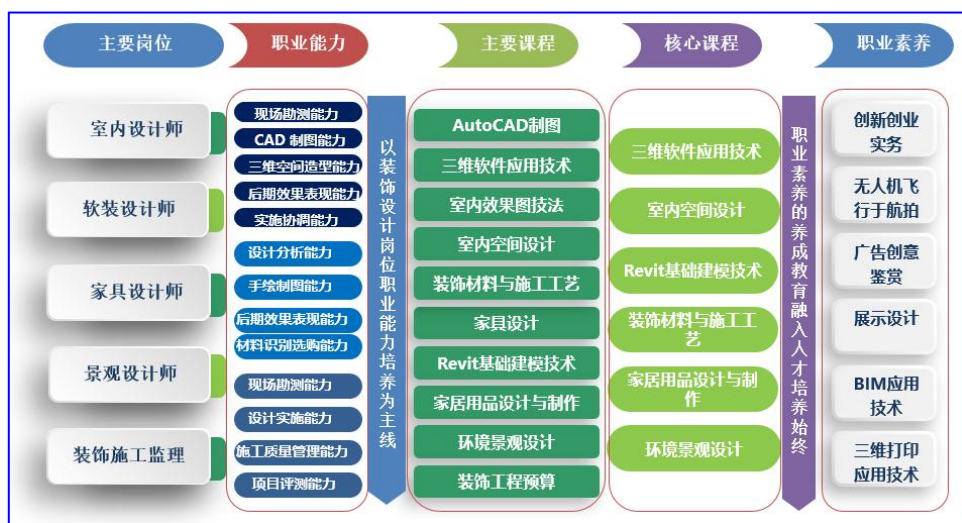 主要岗位
职业能力
主要课程
核心课程
职业素养
室内设计师
软装设计师
家具设计师
景观设计师
装饰施工监理
现场勘测能力
CAD 制图能力
三维空间造型能力
后期效果表现能力
实施协调能力
设计分析能力
手绘制图能力
后期效果表现能力
材料识别选购能力
现场勘测能力
设计实施能力
施工质量管理能力
项目评测能力
以装饰设计岗位职业能力培养为主线
AutoCAD制图
三维软件应用技术
室内效果图技法
室内空间设计
装饰材料与施工工艺
家具设计
Revit基础建模技术
家居用品设计与制作
环境景观设计
装饰工程预算
三维软件应用技术
室内空间设计
Revit基础建模技术
装饰材料与施工工
艺
家居用品设计与制
作
环境景观设计
职业素养的养成教育融入人才培养始终
创新创业
实务
无人机飞
行于航拍
广告创意
鉴赏
展示设计
BIM应用
技术
三维打印
应用技术